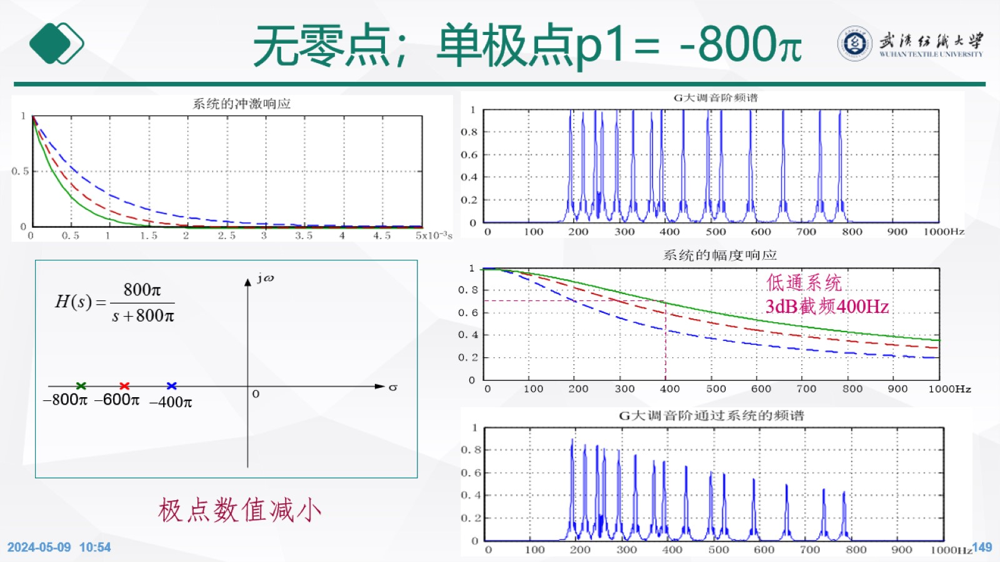 无零点；单极点p1= -800π
武汉纺织大学
WUHAN TEXTILE UNIVERSITY
系统的冲激响应
1
0.5
0
0 0.5 1 1.5 2 2.5 3 3.5 4 4.5 5x10⁻³s
G大调音阶频谱
1
0.8
0.6
0.4
0.2
0
0 100 200 300 400 500 600 700 800 900 1000Hz
H(s)=800π/(s+800π)
jω
−800π −600π −400π
O
σ
极点数值减小
系统的幅度响应
低通系统
3dB截频400Hz
1
0.8
0.6
0.4
0.2
0
0 100 200 300 400 500 600 700 800 900 1000Hz
G大调音阶通过系统的频谱
1
0.8
0.6
0.4
0.2
0
0 100 200 300 400 500 600 700 800 900 1000Hz
2024-05-09 10:54
149